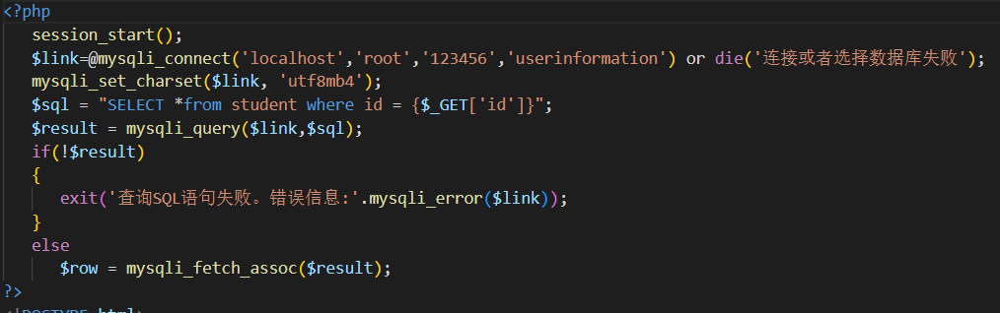 <?php
session_start();
$link=@mysqli_connect('localhost','root','123456','userinformation') or die('连接或者选择数据库失败');
mysqli_set_charset($link, 'utf8mb4');
$sql = "SELECT *from student where id = {$_GET['id']}";
$result = mysqli_query($link,$sql);
if(!$result)
{
exit('查询SQL语句失败。错误信息:'.mysqli_error($link));
}
else
$row = mysqli_fetch_assoc($result);
?>
<!DOCTYPE html>